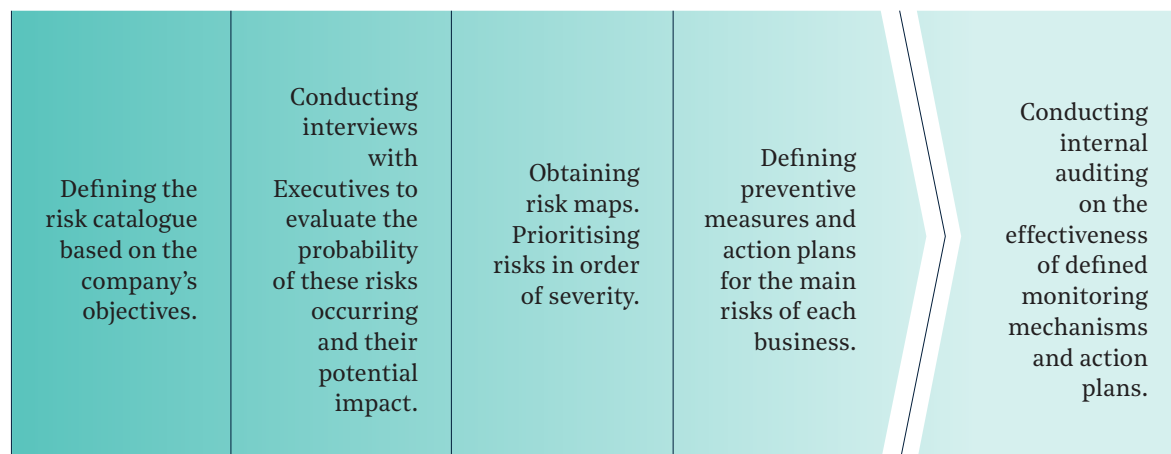 Defining the
risk catalogue
based on the
company’s
objectives.
Conducting
interviews
with
Executives to
evaluate the
probability
of these risks
occurring
and their
potential
impact.
Obtaining
risk maps.
Prioritising
risks in order
of severity.
Defining
preventive
measures and
action plans
for the main
risks of each
business.
Conducting
internal
auditing
on the
effectiveness
of defined
monitoring
mechanisms
and action
plans.